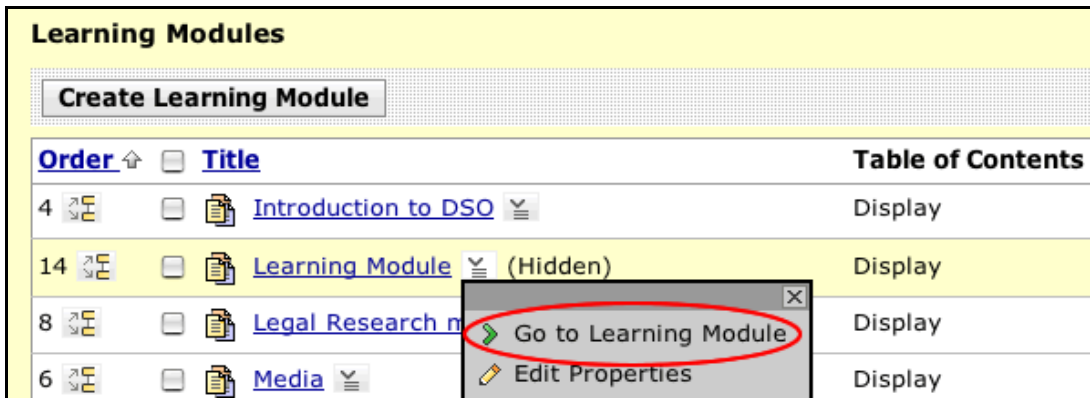 Learning Modules
Create Learning Module
Order Title Table of Contents
4 Introduction to DSO Display
14 Learning Module (Hidden) Display
8 Legal Research Display
Go to Learning Module
6 Media Display
Edit Properties